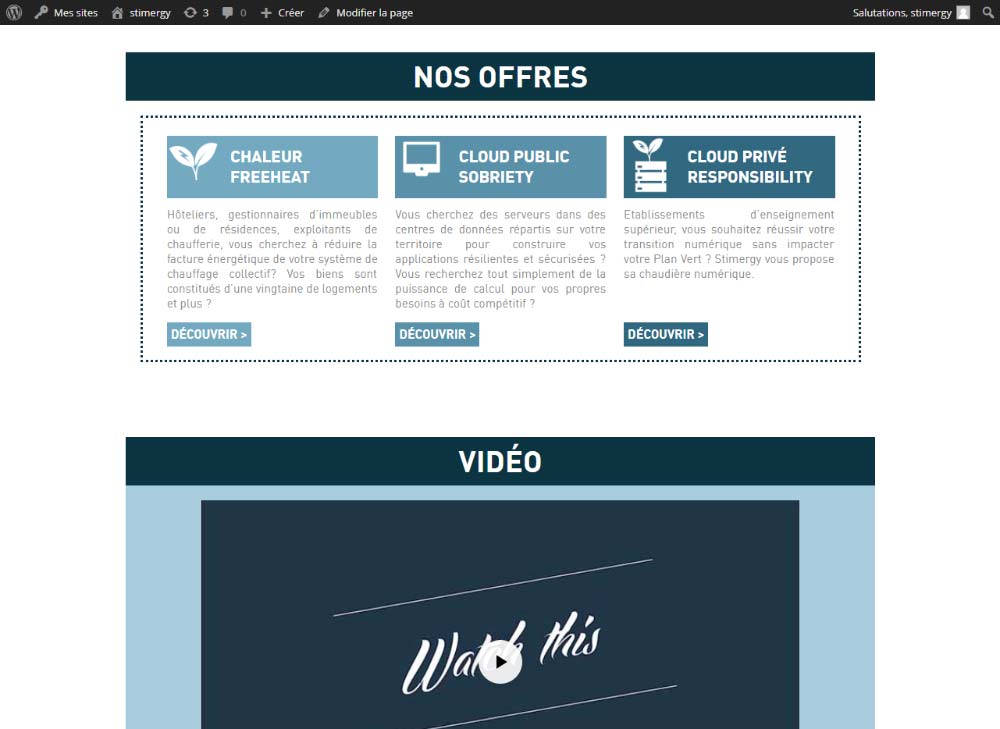 Mes sites stimergy 3 0 Créer Modifier la page Salutations, stimergy
NOS OFFRES
CHALEUR
FREEHEAT
Hôteliers, gestionnaires d'immeubles
ou de résidences, exploitants de
chaufferie, vous cherchez à réduire la
facture énergétique de votre système de
chauffage collectif? Vos biens sont
constitués d'une vingtaine de logements
et plus ?
DÉCOUVRIR >
CLOUD PUBLIC
SOBRIETY
Vous cherchez des serveurs dans des
centres de données répartis sur votre
territoire pour construire vos
applications résilientes et sécurisées ?
Vous recherchez tout simplement de la
puissance de calcul pour vos propres
besoins à coût compétitif ?
DÉCOUVRIR >
CLOUD PRIVÉ
RESPONSIBILITY
Etablissements d'enseignement
supérieur, vous souhaitez réussir votre
transition numérique sans impacter
votre Plan Vert ? Stimergy vous propose
sa chaudière numérique.
DÉCOUVRIR >
VIDÉO
Watch this